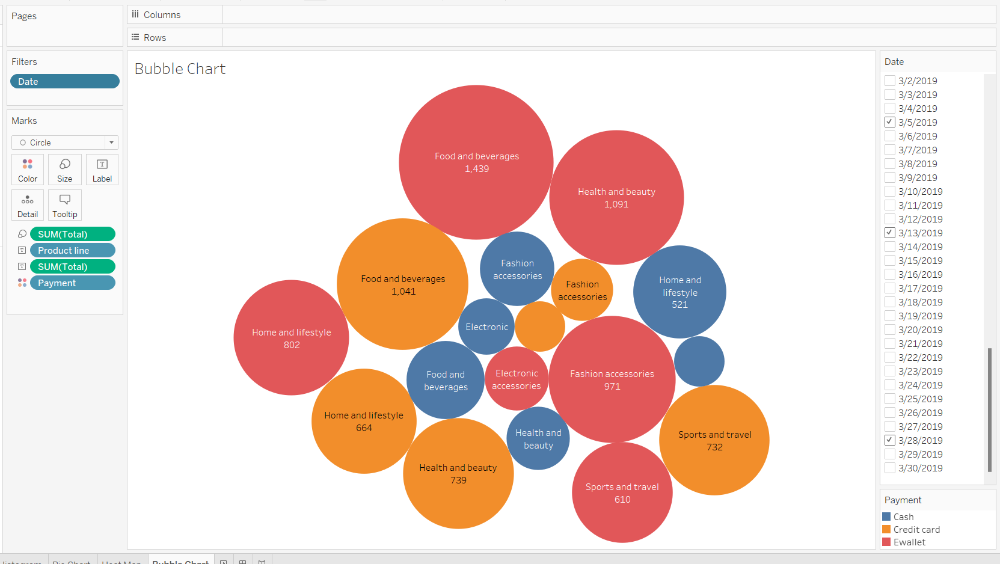 Pages
Columns
Rows
Filters
Date
Marks
Circle
Color
Size
Label
Detail
Tooltip
SUM(Total)
Product line
SUM(Total)
Payment
Bubble Chart
Food and beverages
1,439
Health and beauty
1,091
Food and beverages
1,041
Fashion
accessories
Fashion
accessories
Home and
lifestyle
521
Home and lifestyle
802
Electronic
Food and
beverages
Electronic
accessories
Fashion accessories
971
Home and lifestyle
664
Health and
beauty
Sports and travel
732
Health and beauty
739
Sports and travel
610
Date
3/2/2019
3/3/2019
3/4/2019
3/5/2019
3/6/2019
3/7/2019
3/8/2019
3/9/2019
3/10/2019
3/11/2019
3/12/2019
3/13/2019
3/14/2019
3/15/2019
3/16/2019
3/17/2019
3/18/2019
3/19/2019
3/20/2019
3/21/2019
3/22/2019
3/23/2019
3/24/2019
3/25/2019
3/26/2019
3/27/2019
3/28/2019
3/29/2019
3/30/2019
Payment
Cash
Credit card
Ewallet
Pie Chart
Heat Map
Bubble Chart